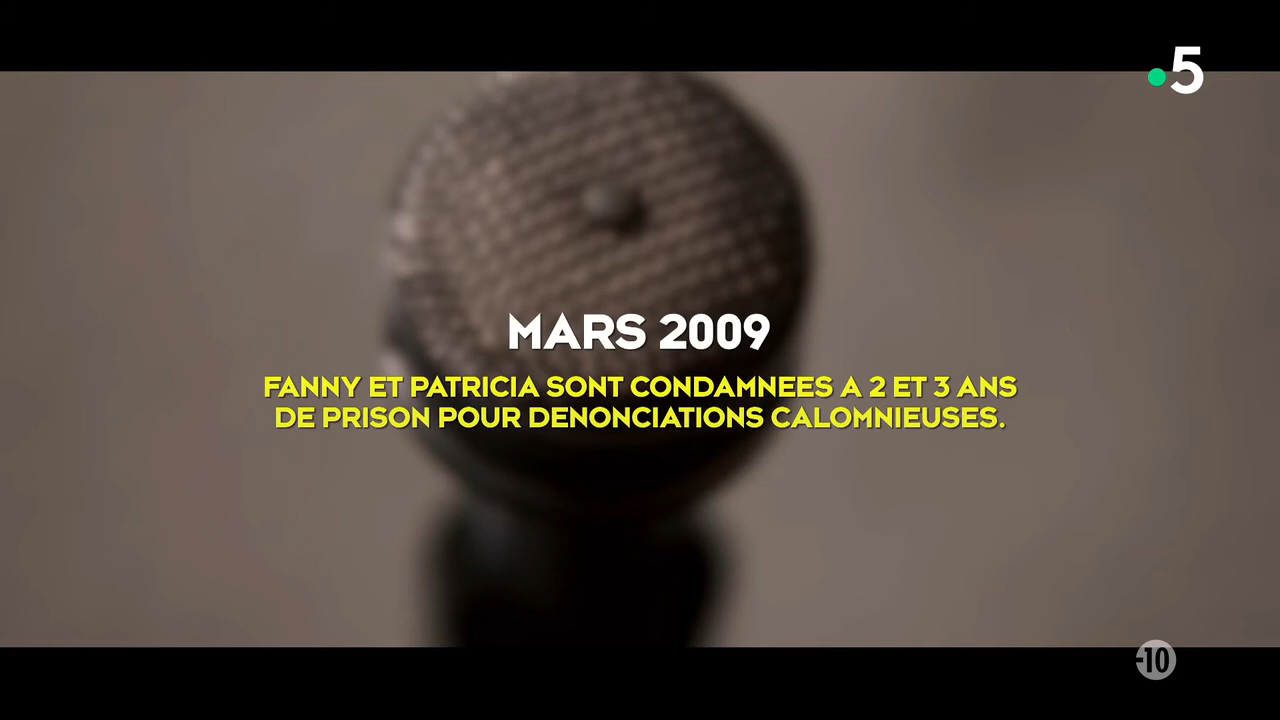 5
MARS 2009
FANNY ET PATRICIA SONT CONDAMNEES A 2 ET 3 ANS
DE PRISON POUR DENONCIATIONS CALOMNIEUSES.
-10